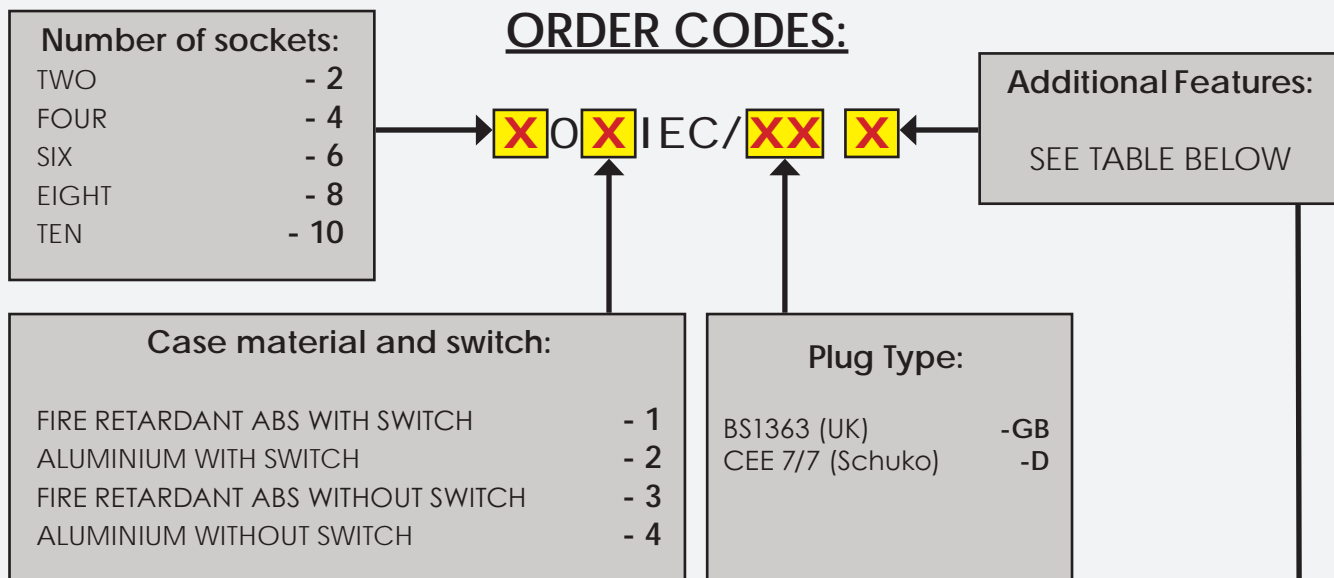 ORDER CODES:
Number of sockets:
TWO - 2
FOUR - 4
SIX - 6
EIGHT - 8
TEN - 10
X0XIEC/XX X
Additional Features:
SEE TABLE BELOW
Case material and switch:
FIRE RETARDANT ABS WITH SWITCH - 1
ALUMINIUM WITH SWITCH - 2
FIRE RETARDANT ABS WITHOUT SWITCH - 3
ALUMINIUM WITHOUT SWITCH - 4
Plug Type:
BS1363 (UK) -GB
CEE 7/7 (Schuko) -D